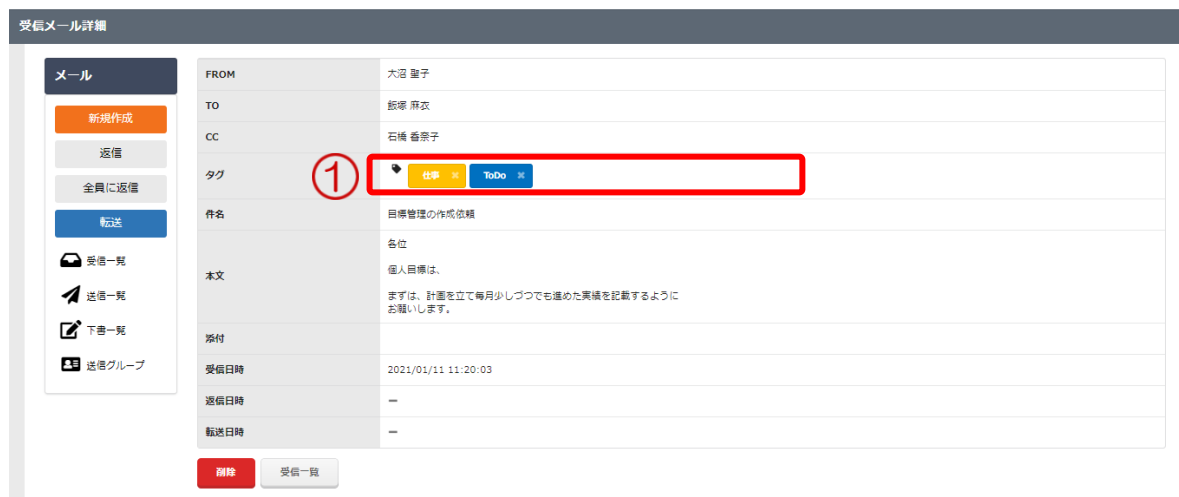 受信メール詳細
メール
新規作成
返信
全員に返信
転送
受信一覧
送信一覧
下書一覧
送信グループ
FROM 大沼 聖子
TO 飯塚 麻衣
CC 石橋 香奈子
タグ ① 仕事 × ToDo ×
件名 目標管理の作成依頼
本文 各位
個人目標は、
まずは、計画を立て毎月少しづつでも進めた実績を記載するように
お願いします。
添付
受信日時 2021/01/11 11:20:03
返信日時 ー
転送日時 ー
削除 受信一覧